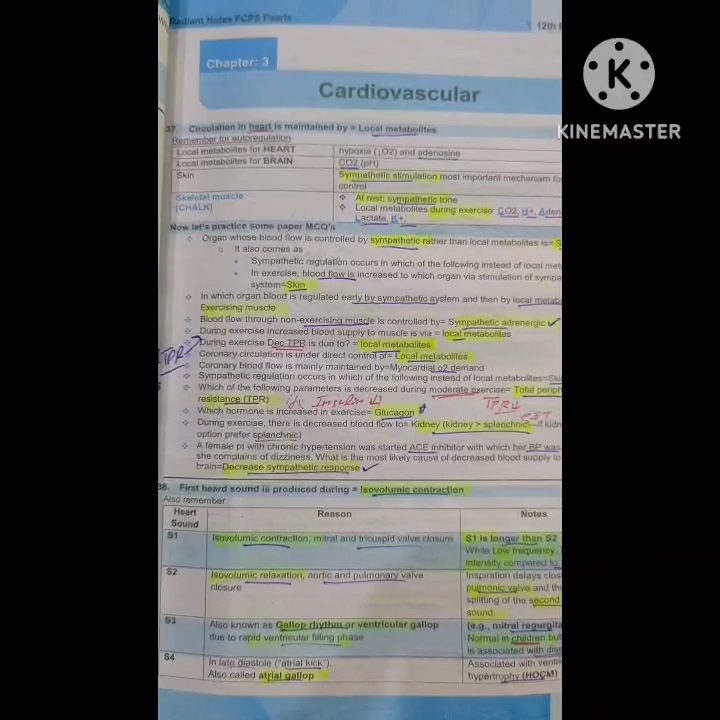 Radiant Notes FCPS Pearls
12th
Chapter: 3
Cardiovascular
KINEMASTER
37. Circulation in heart is maintained by = Local metabolites
Remember for autoregulation
Local metabolites for HEART hypoxia (↓O2) and adenosine
Local metabolites for BRAIN CO2 (pH)
Skin Sympathetic stimulation most important mechanism for
control
Skeletal muscle At rest: sympathetic tone
(CHALK) Local metabolites during exercise: CO2, H+,
Lactate, K+
Now let's practice some paper MCQ's
Organ whose blood flow is controlled by sympathetic rather than local metabolites is=
It also comes as
Sympathetic regulation occurs in which of the following instead of local
In exercise, blood flow is increased to which organ via stimulation of
system=Skin
In which organ blood is regulated early by sympathetic system and then by local
Exercising muscle
Blood flow through non-exercising muscle is controlled by= Sympathetic adrenergic
During exercise increased blood supply to muscle is via = local metabolites
TPR
During exercise Dec TPR is due to? = local metabolites
Coronary circulation is under direct control of= Local metabolites
Coronary blood flow is mainly maintained by=Myocardial o2 demand
Sympathetic regulation occurs in which of the following instead of local metabolites=
Which of the following parameters is decreased during moderate exercise= Total
resistance (TPR) Insulin ↓ TPR↓
Which hormone is increased in exercise= Glucagon
During exercise, there is decreased blood flow to= Kidney (kidney > splanchnic
option prefer splanchnic)
A female pt with chronic hypertension was started ACE inhibitor with which her BP was
she complains of dizziness. What is the most likely cause of decreased blood supply to
brain=Decrease sympathetic response
38. First heard sound is produced during = Isovolumic contraction
Also remember
Heart Sound Reason Notes
S1 Isovolumic contraction, mitral and tricuspid valve closure S1 is longer than S2
While Low frequency,
intensity compared to
S2 Isovolumic relaxation, aortic and pulmonary valve closure Inspiration delays
pulmonic valve and
splitting of the second
sound.
S3 Also known as Gallop rhythm or ventricular gallop (e.g., mitral
due to rapid ventricular filling phase Normal in children but
is associated with
S4 In late diastole ("atrial kick"). Associated with
Also called atrial gallop hypertrophy (HOCM)